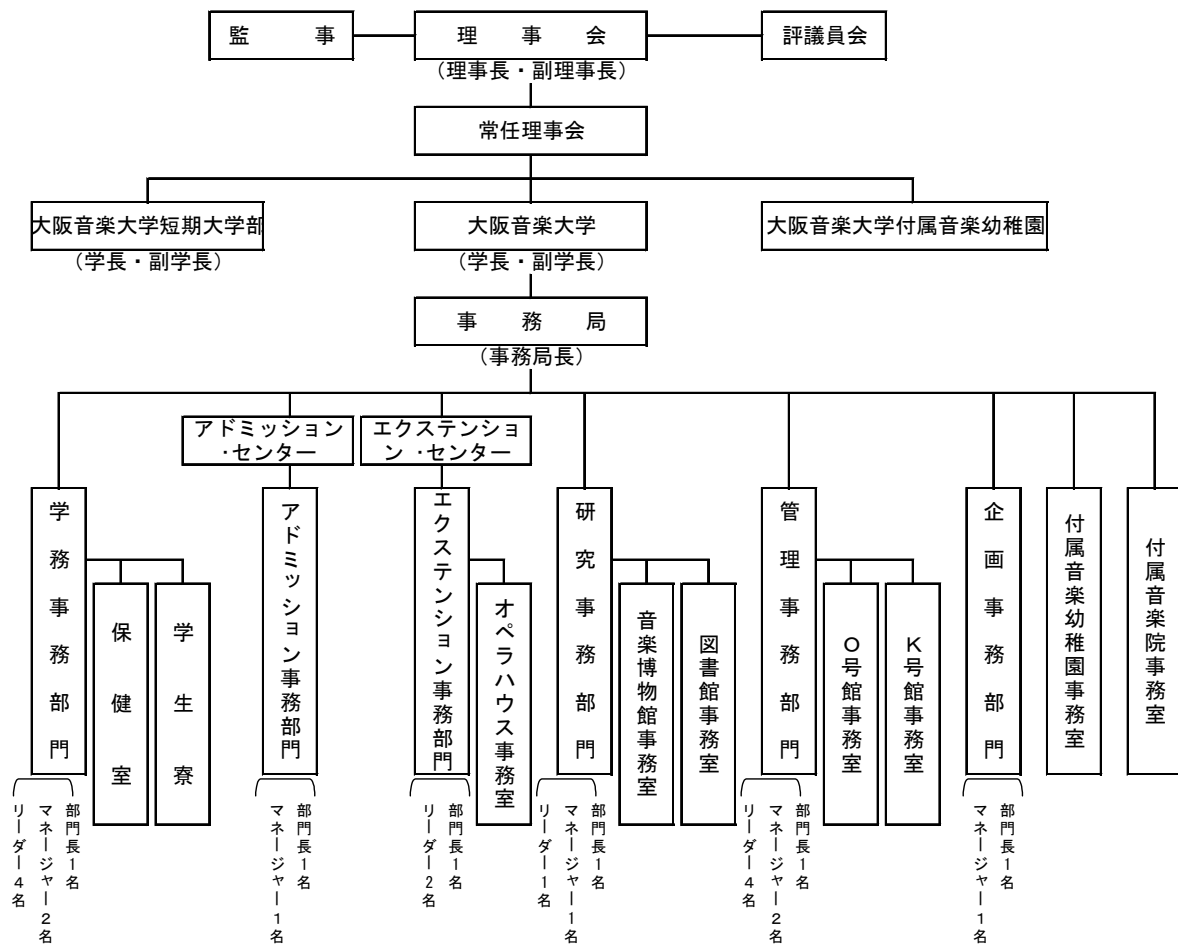 監　事
理　事　会
評議員会
（理事長・副理事長）
常任理事会
大阪音楽大学短期大学部
大阪音楽大学
大阪音楽大学付属音楽幼稚園
（学長・副学長）
（学長・副学長）
事　務　局
（事務局長）
アドミッション
・センター
エクステンショ
ン ・センター
学務事務部門
保健室
学生寮
アドミッション事務部門
エクステンション事務部門
オペラハウス事務室
研究事務部門
音楽博物館事務室
図書館事務室
管理事務部門
Ｏ号館事務室
Ｋ号館事務室
企画事務部門
付属音楽幼稚園事務室
付属音楽院事務室
部門長1名
マネージャー2名
リーダー4名
部門長1名
マネージャー1名
部門長1名
リーダー2名
部門長1名
マネージャー1名
リーダー1名
部門長1名
マネージャー2名
リーダー4名
部門長1名
マネージャー1名